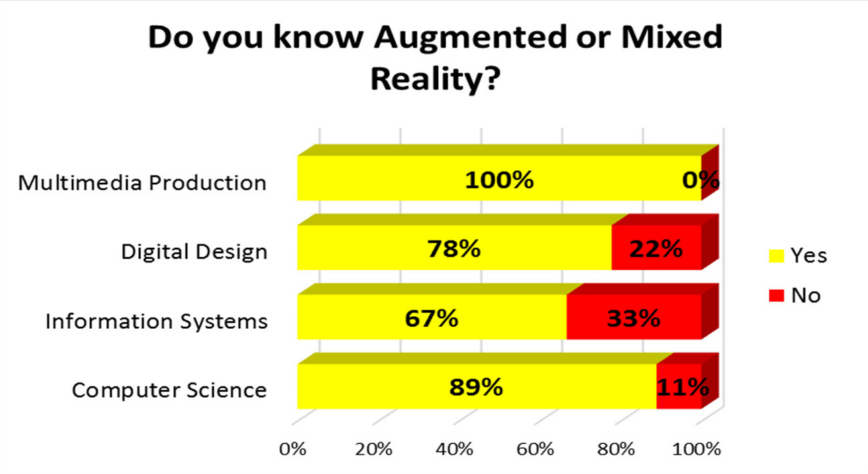 Do you know Augmented or Mixed
Reality?
Multimedia Production
100%
0%
Digital Design
78%
22%
Information Systems
67%
33%
Computer Science
89%
11%
Yes
No
0%
20%
40%
60%
80%
100%